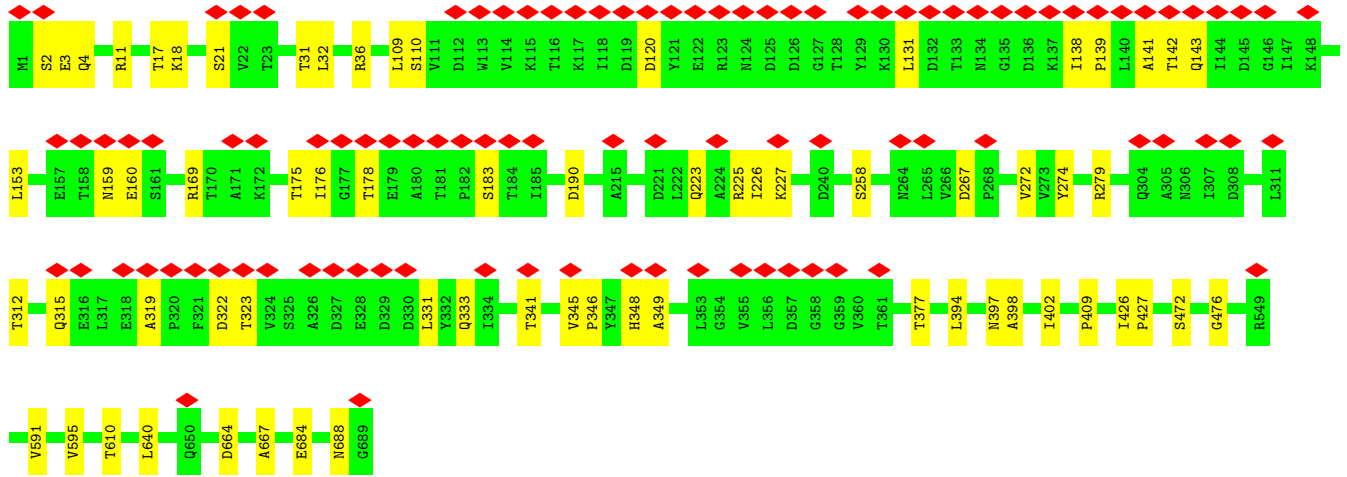 M1 S2 E3 Q4 R11 T17 K18 S21 V22 T23 T31 L32 R36 L109 S110 V111 D112 W113 V114 K115 T116 K117 I118 D119 D120 Y121 E122 R123 N124 D125 D126 G127 T128 Y129 K130 L131 D132 T133 N134 G135 D136 K137 I138 P139 L140 A141 T142 Q143 I144 D145 G146 I147 K148
L153 E157 T158 N159 E160 S161 R169 T170 A171 K172 T175 I176 G177 T178 E179 A180 T181 P182 S183 T184 I185 D190 A215 D221 L222 Q223 A224 R225 I226 K227 D240 S258 N264 L265 V266 D267 P268 V272 V273 Y274 R279 Q304 A305 N306 I307 D308 L311
T312 Q315 E316 L317 E318 A319 P320 F321 D322 T323 V324 S325 A326 D327 E328 D329 D330 L331 Y332 Q333 I334 T341 V345 P346 Y347 H348 A349 L353 G354 V355 L356 D357 G358 G359 V360 T361 T377 L394 N397 A398 I402 P409 I426 P427 S472 G476 R549
V591 V595 T610 L640 Q650 D664 A667 E684 N688 G689